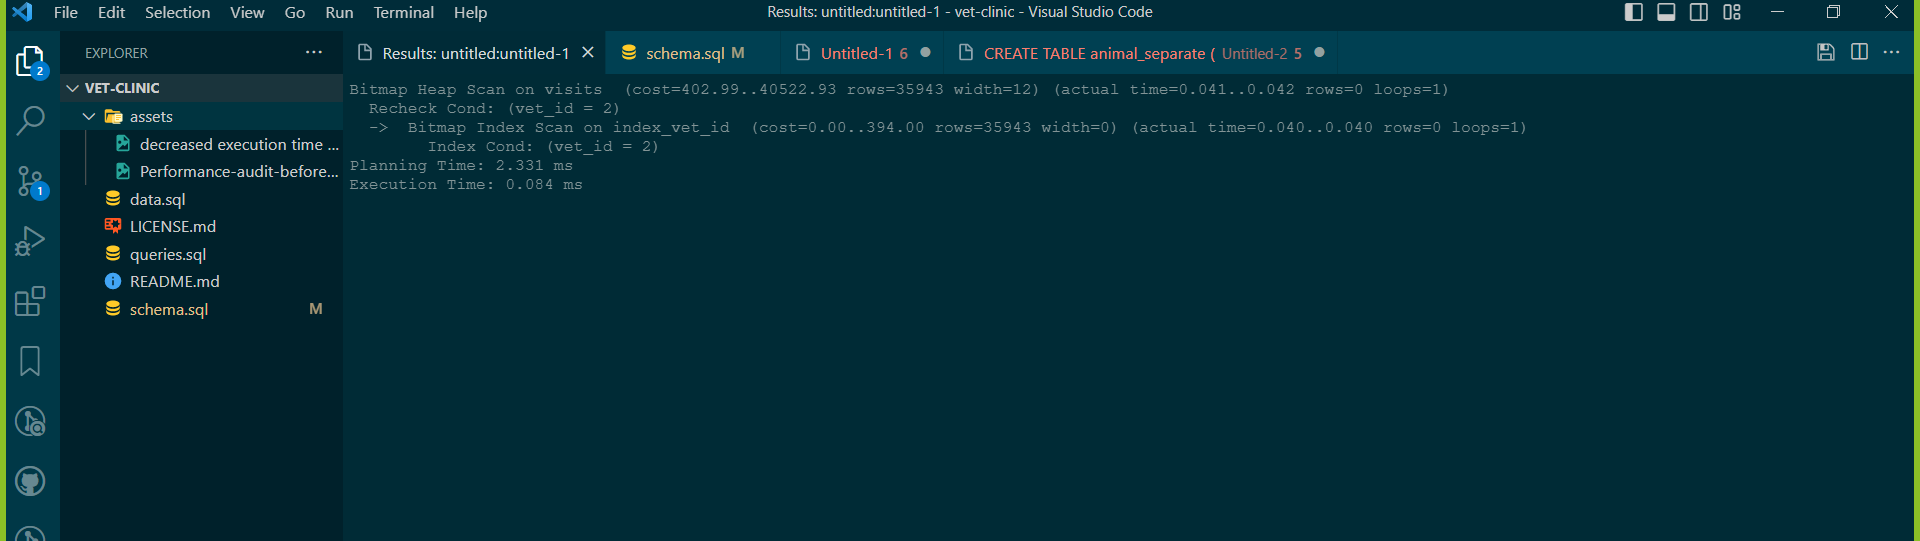 File Edit Selection View Go Run Terminal Help
Results: untitled:untitled-1 - vet-clinic - Visual Studio Code
EXPLORER ···
Results: untitled:untitled-1
schema.sql M
Untitled-1 6
CREATE TABLE animal_separate ( Untitled-2 5
2
VET-CLINIC
assets
decreased execution time ...
Performance-audit-before...
1
data.sql
LICENSE.md
queries.sql
README.md
schema.sql M
Bitmap Heap Scan on visits (cost=402.99..40522.93 rows=35943 width=12) (actual time=0.041..0.042 rows=0 loops=1)
Recheck Cond: (vet_id = 2)
-> Bitmap Index Scan on index_vet_id (cost=0.00..394.00 rows=35943 width=0) (actual time=0.040..0.040 rows=0 loops=1)
Index Cond: (vet_id = 2)
Planning Time: 2.331 ms
Execution Time: 0.084 ms